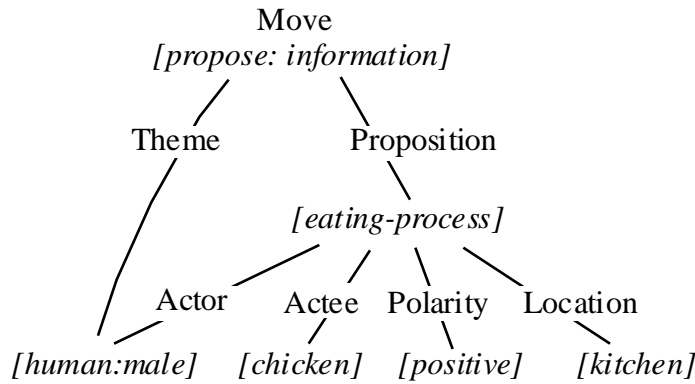 Move
[propose: information]
Theme Proposition
[eating-process]
Actor Actee Polarity Location
[human:male] [chicken] [positive] [kitchen]